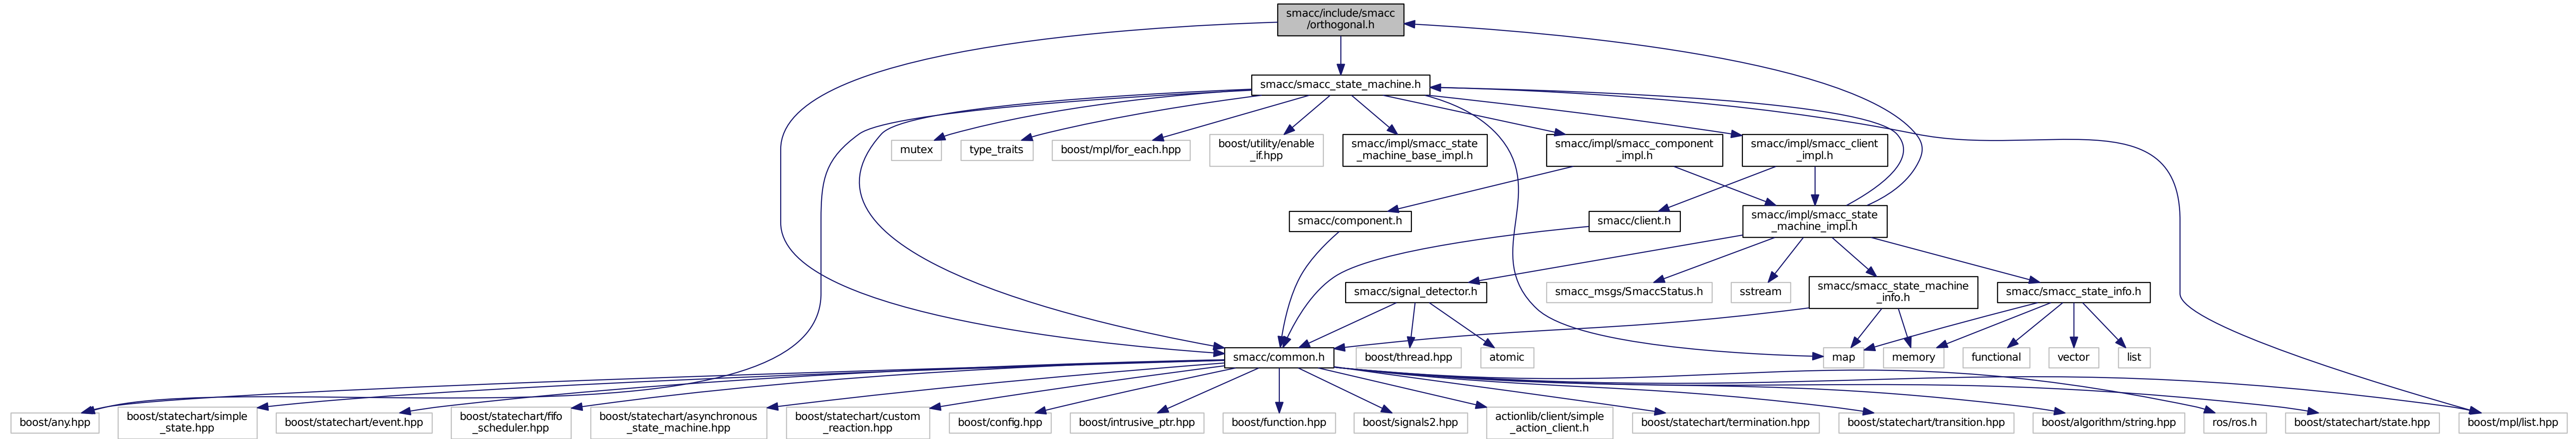 smacc/include/smacc
/orthogonal.h
smacc/smacc_state_machine.h
mutex
type_traits
boost/mpl/for_each.hpp
boost/utility/enable
_if.hpp
smacc/impl/smacc_state
_machine_base_impl.h
smacc/impl/smacc_component
_impl.h
smacc/impl/smacc_client
_impl.h
smacc/component.h
smacc/client.h
smacc/impl/smacc_state
_machine_impl.h
smacc/signal_detector.h
smacc_msgs/SmaccStatus.h
sstream
smacc/smacc_state_machine
_info.h
smacc/smacc_state_info.h
smacc/common.h
boost/thread.hpp
atomic
map
memory
functional
vector
list
boost/any.hpp
boost/statechart/simple
_state.hpp
boost/statechart/event.hpp
boost/statechart/fifo
_scheduler.hpp
boost/statechart/asynchronous
_state_machine.hpp
boost/statechart/custom
_reaction.hpp
boost/config.hpp
boost/intrusive_ptr.hpp
boost/function.hpp
boost/signals2.hpp
actionlib/client/simple
_action_client.h
boost/statechart/termination.hpp
boost/statechart/transition.hpp
boost/algorithm/string.hpp
ros/ros.h
boost/statechart/state.hpp
boost/mpl/list.hpp